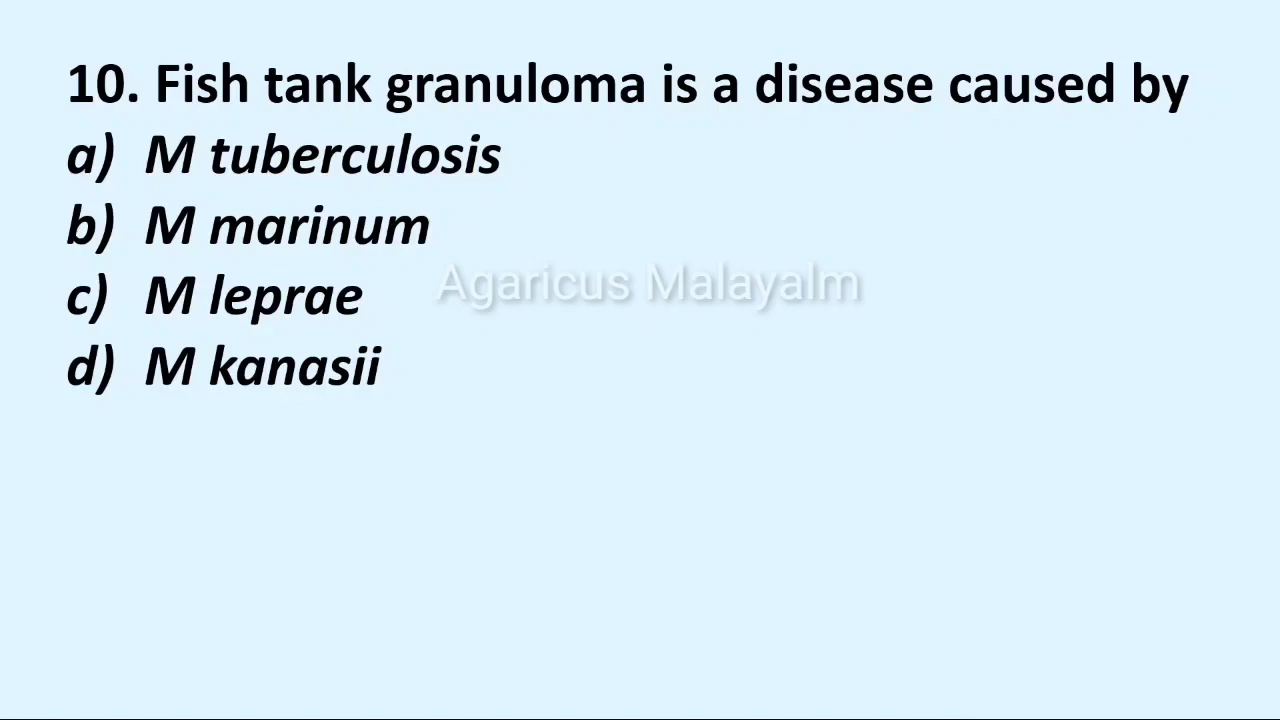 10. Fish tank granuloma is a disease caused by
a) M tuberculosis
b) M marinum
Agaricus Malayalm
c) M leprae
d) M kanasii